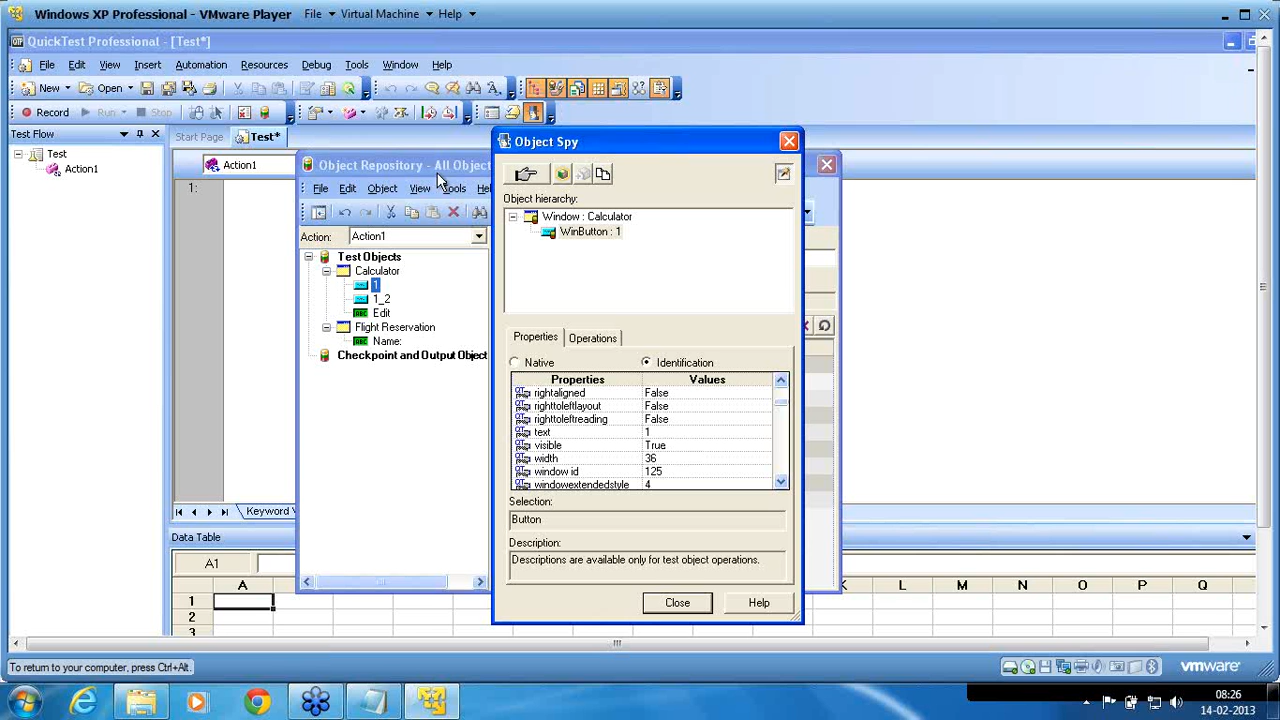 Windows XP Professional - VMware Player File Virtual Machine Help
QuickTest Professional - [Test*]
File Edit View Insert Automation Resources Debug Tools Window Help
New Open
Record Run Stop
Test Flow
Test
Action1
Start Page Test*
Action1
1:
Keyword V
Object Repository - All Object
File Edit Object View Tools He
Action: Action1
Test Objects
Calculator
1
1_2
Edit
Flight Reservation
Name:
Checkpoint and Output Object
Object Spy
Object hierarchy:
Window : Calculator
WinButton : 1
Properties Operations
Native Identification
Properties Values
rightaligned False
righttoleftlayout False
righttoleftreading False
text 1
visible True
width 36
window id 125
windowextendedstyle 4
Selection:
Button
Description:
Descriptions are available only for test object operations.
Close Help
Data Table
A1
A K L M N O P Q
1
2
3
To return to your computer, press Ctrl+Alt.
vmware
08:26
14-02-2013